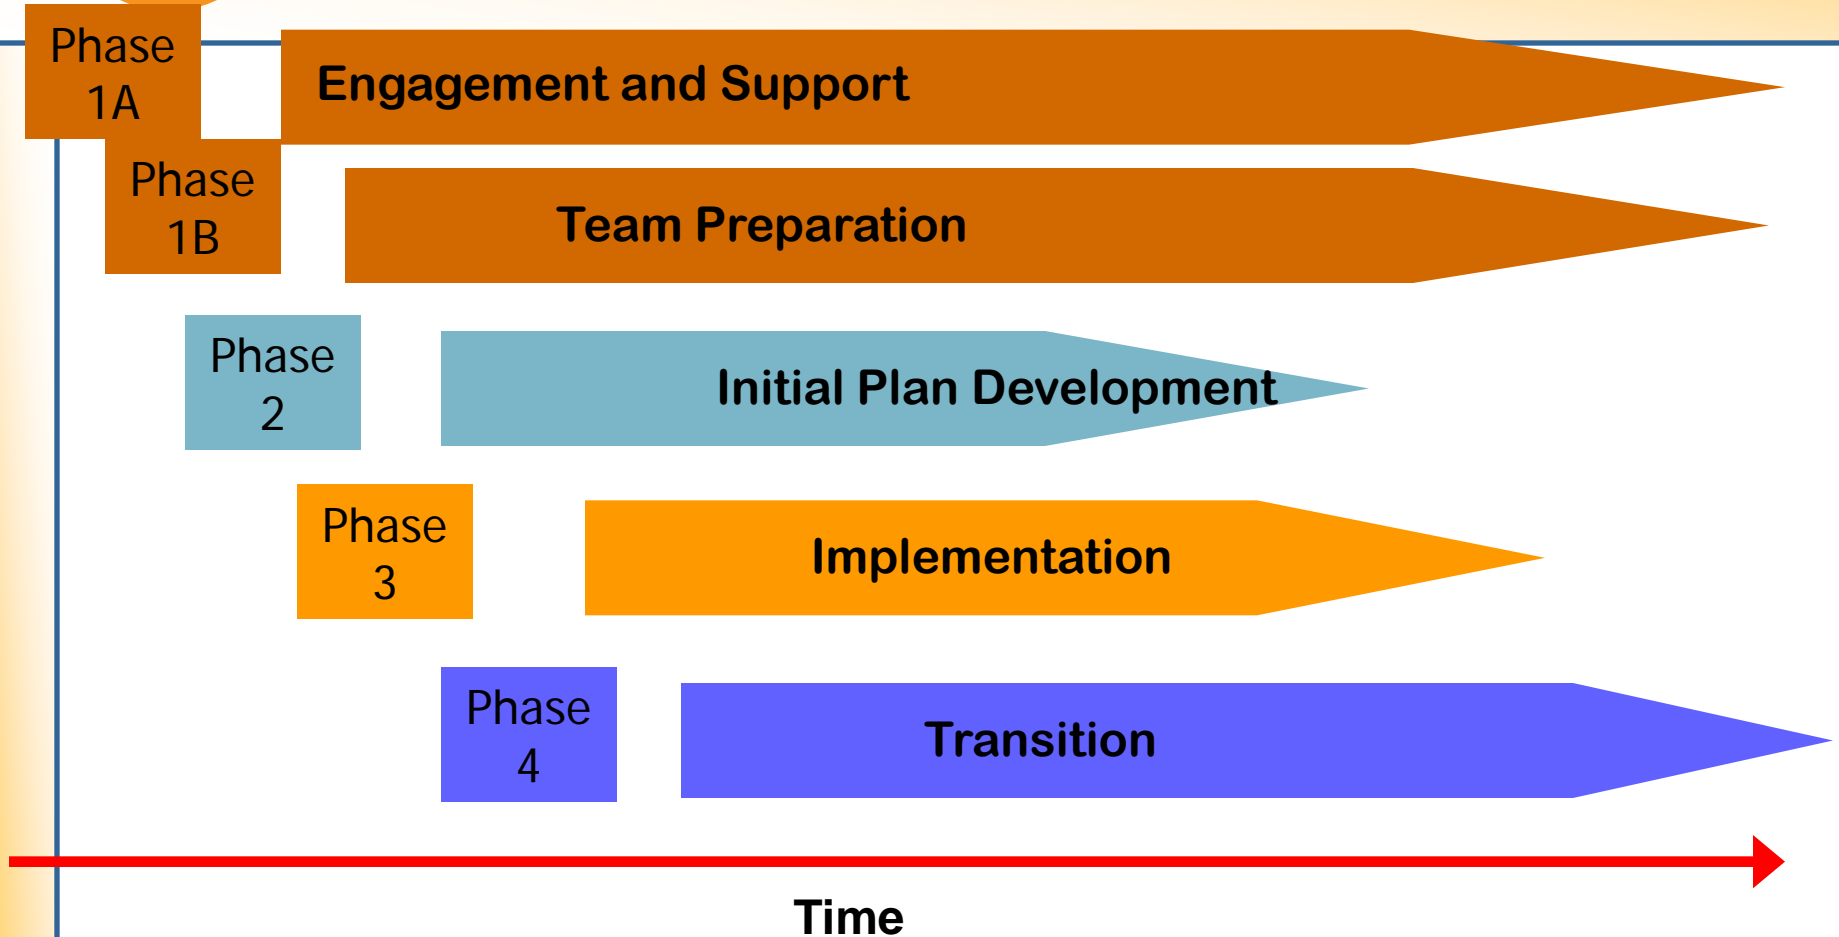 Phase
1A
Engagement and Support
Phase
1B
Team Preparation
Phase
2
Initial Plan Development
Phase
3
Implementation
Phase
4
Transition
Time